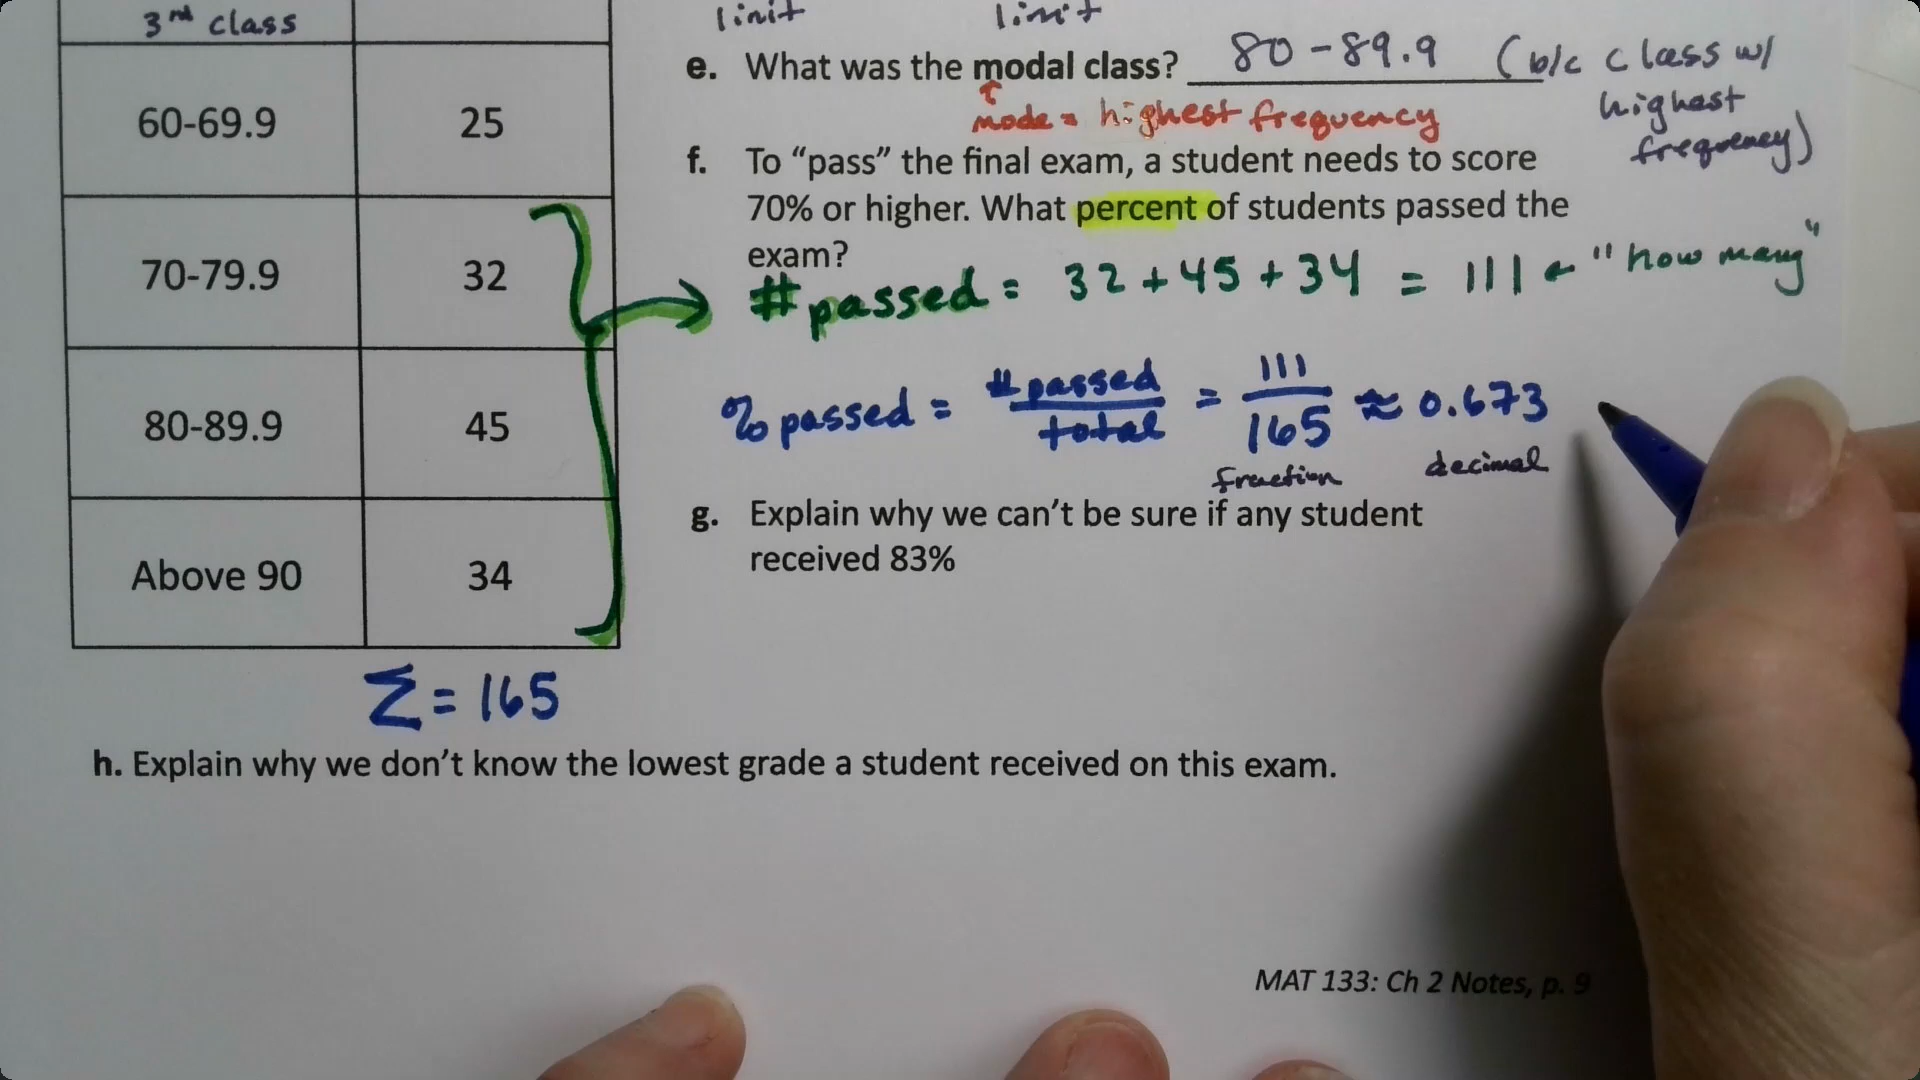 3rd class
limit limit
60-69.9 25
70-79.9 32
80-89.9 45
Above 90 34
Σ = 165
e. What was the modal class? 80-89.9 (b/c class w/
highest
frequency)
mode = highest frequency
f. To “pass” the final exam, a student needs to score
70% or higher. What percent of students passed the
exam?
#passed = 32+45+34 = 111 ← "how many"
% passed = #passed/total = 111/165 ≈ 0.673
fraction decimal
g. Explain why we can’t be sure if any student
received 83%
h. Explain why we don’t know the lowest grade a student received on this exam.
MAT 133: Ch 2 Notes, p. 9